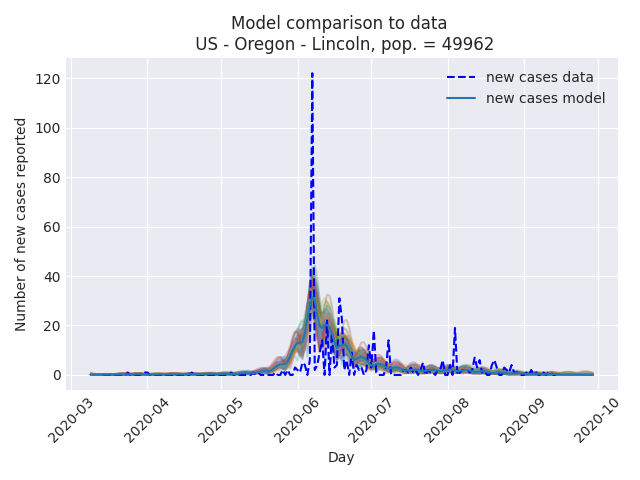 Model comparison to data
US - Oregon - Lincoln, pop. = 49962
new cases data
new cases model
Number of new cases reported
120
100
80
60
40
20
0
2020-03
2020-04
2020-05
2020-06
2020-07
2020-08
2020-09
2020-10
Day